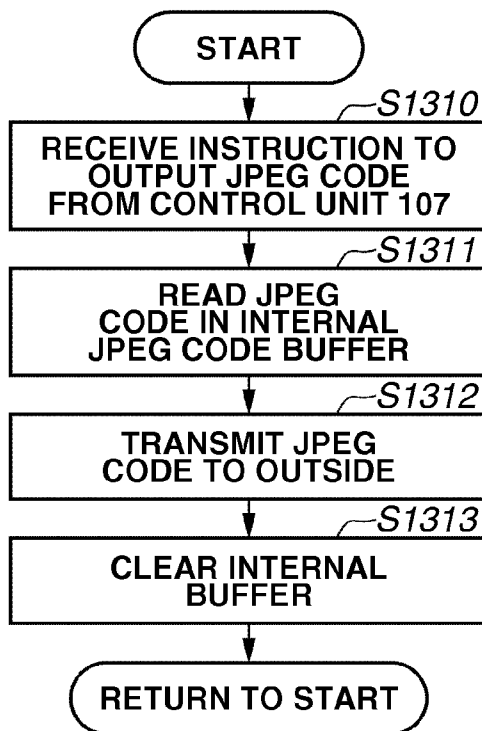 START
S1310
RECEIVE INSTRUCTION TO
OUTPUT JPEG CODE
FROM CONTROL UNIT 107
S1311
READ JPEG
CODE IN INTERNAL
JPEG CODE BUFFER
S1312
TRANSMIT JPEG
CODE TO OUTSIDE
S1313
CLEAR INTERNAL
BUFFER
RETURN TO START